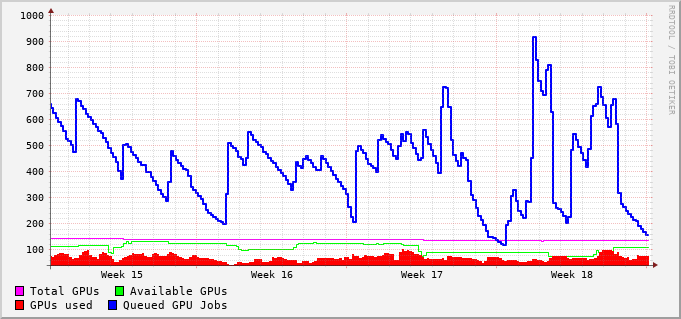 1000
900
800
700
600
500
400
300
200
100
Week 15 Week 16 Week 17 Week 18
Total GPUs Available GPUs
GPUs used Queued GPU Jobs
RRDTOOL / TOBI OETIKER